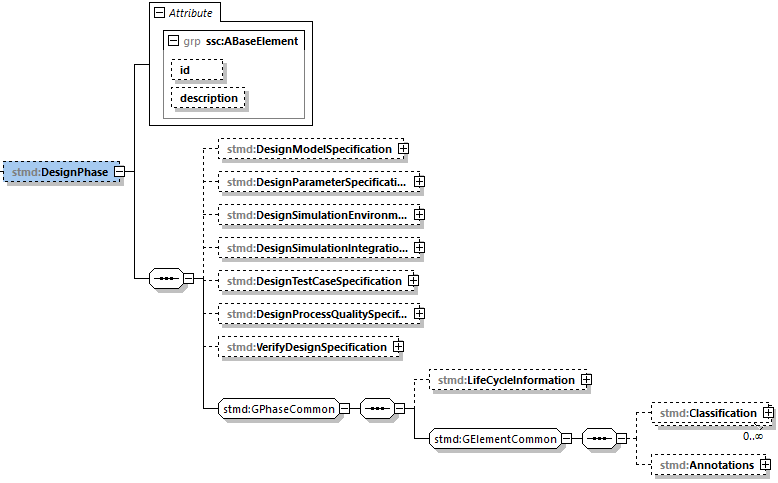 Attribute
grp ssc:ABaseElement
id
description
stmd:DesignPhase
stmd:DesignModelSpecification
stmd:DesignParameterSpecificati...
stmd:DesignSimulationEnvironm...
stmd:DesignSimulationIntegratio...
stmd:DesignTestCaseSpecification
stmd:DesignProcessQualitySpecif...
stmd:VerifyDesignSpecification
stmd:GPhaseCommon
stmd:LifeCycleInformation
stmd:GElementCommon
stmd:Classification
0..∞
stmd:Annotations